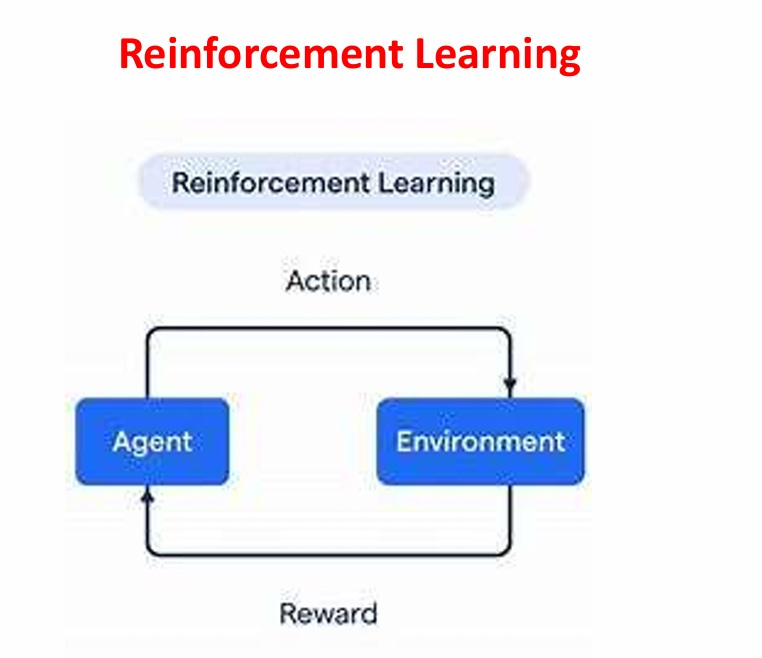 Reinforcement Learning
Reinforcement Learning
Action
Agent
Environment
Reward